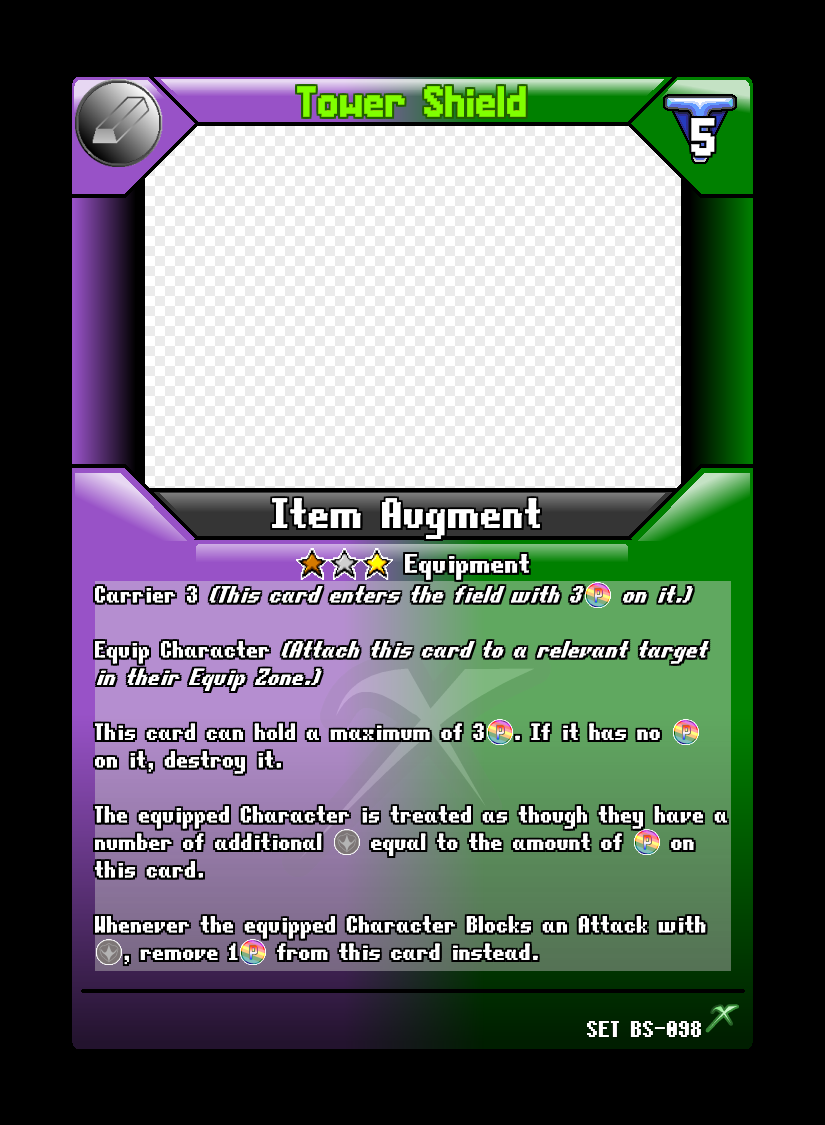 Tower Shield
5
Item Augment
Equipment
Carrier 3 (This card enters the field with 3 P on it.)
Equip Character (Attach this card to a relevant target
in their Equip Zone.)
This card can hold a maximum of 3 P. If it has no P
on it, destroy it.
The equipped Character is treated as though they have a
number of additional equal to the amount of P on
this card.
Whenever the equipped Character Blocks an Attack with
, remove 1 P from this card instead.
SET BS-098